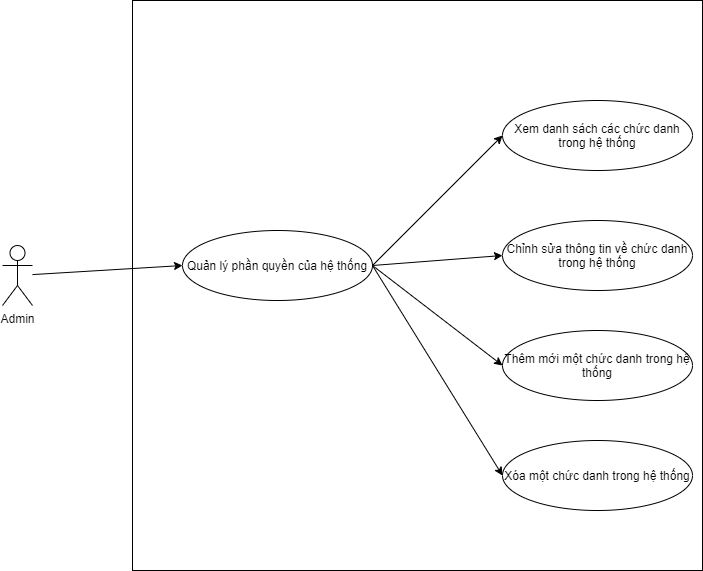 Xem danh sách các chức danh
trong hệ thống
Chỉnh sửa thông tin về chức danh
trong hệ thống
Quản lý phần quyền của hệ thống
Admin
Thêm mới một chức danh trong hệ
thống
Xóa một chức danh trong hệ thống